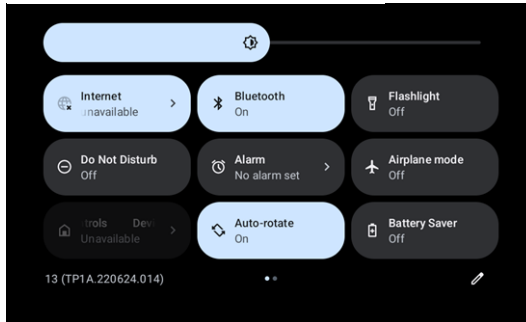 Internet
Unavailable
Bluetooth
On
Flashlight
Off
Do Not Disturb
Off
Alarm
No alarm set
Airplane mode
Off
Unavailable
Auto-rotate
On
Battery Saver
Off
13 (TP1A.220624.014)